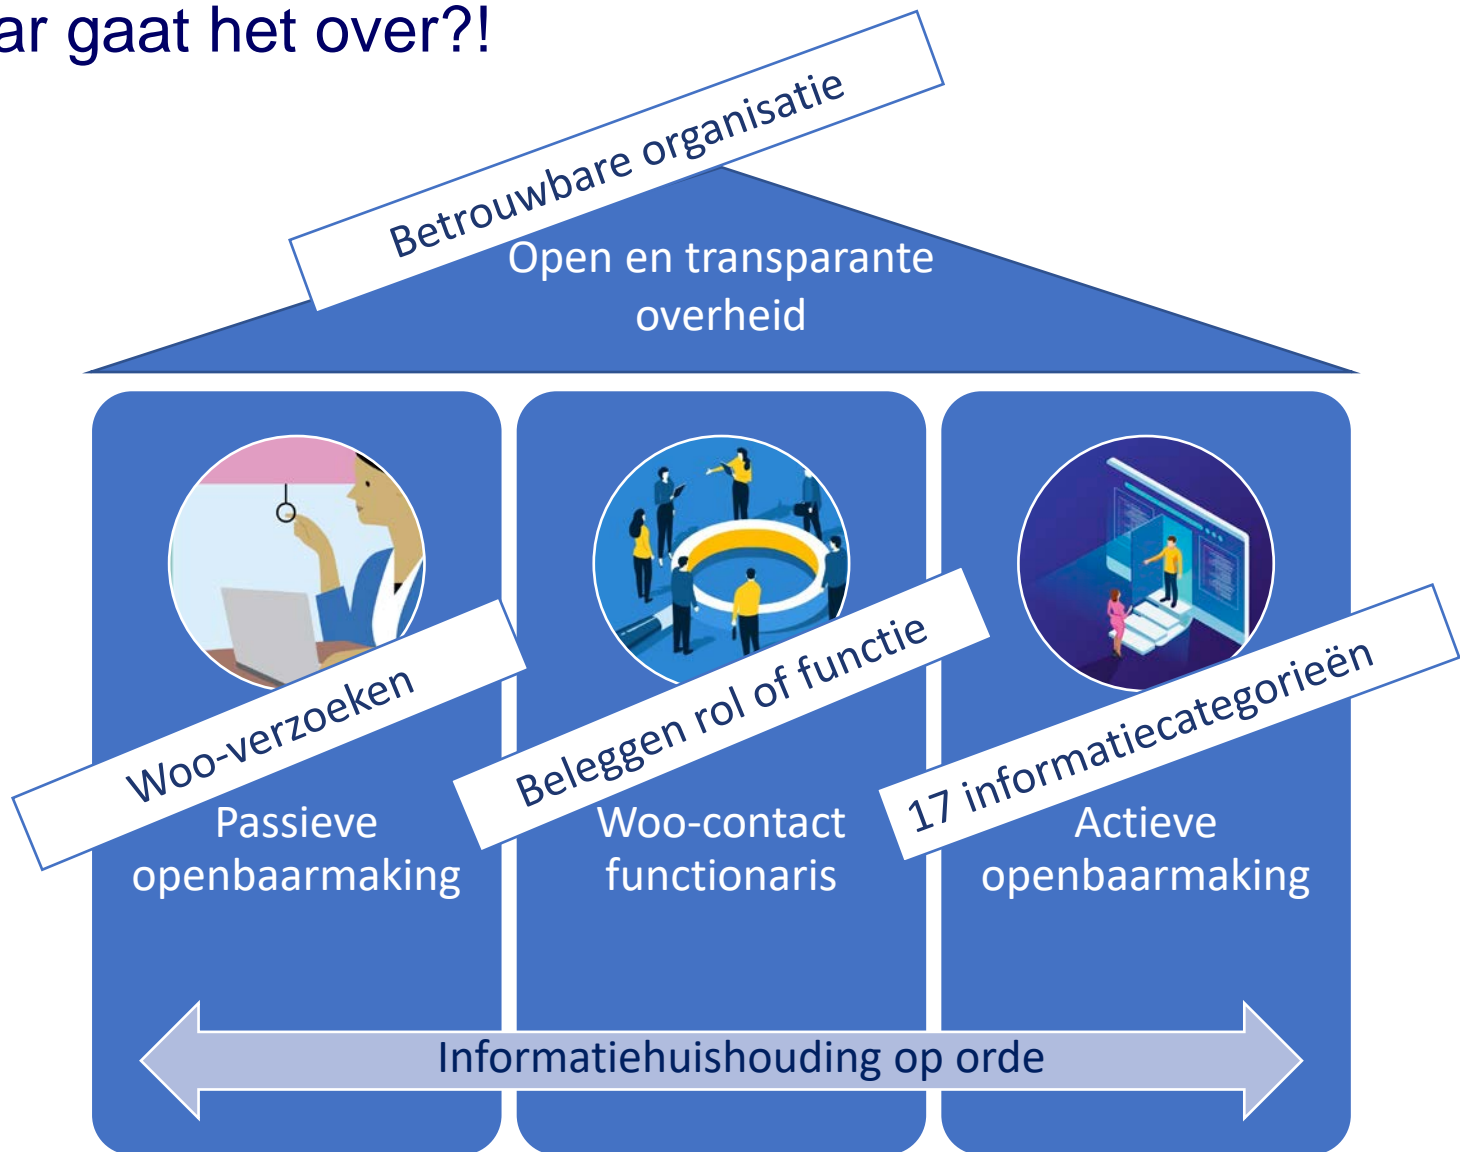 ar gaat het over?!
Betrouwbare organisatie
Open en transparante
overheid
Woo-verzoeken
Passieve
openbaarmaking
Beleggen rol of functie
Woo-contact
functionaris
17 informatiecategorieën
Actieve
openbaarmaking
Informatiehuishouding op orde